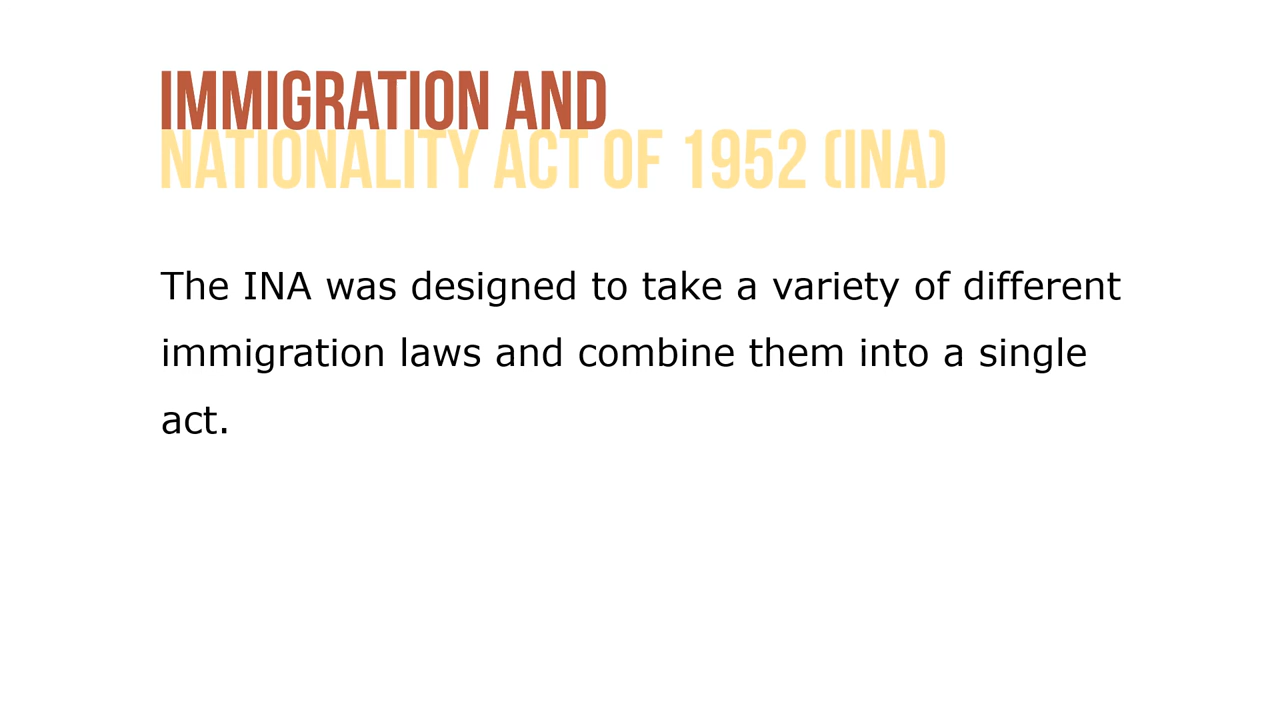 IMMIGRATION AND
NATIONALITY ACT OF 1952 (INA)
The INA was designed to take a variety of different
immigration laws and combine them into a single
act.